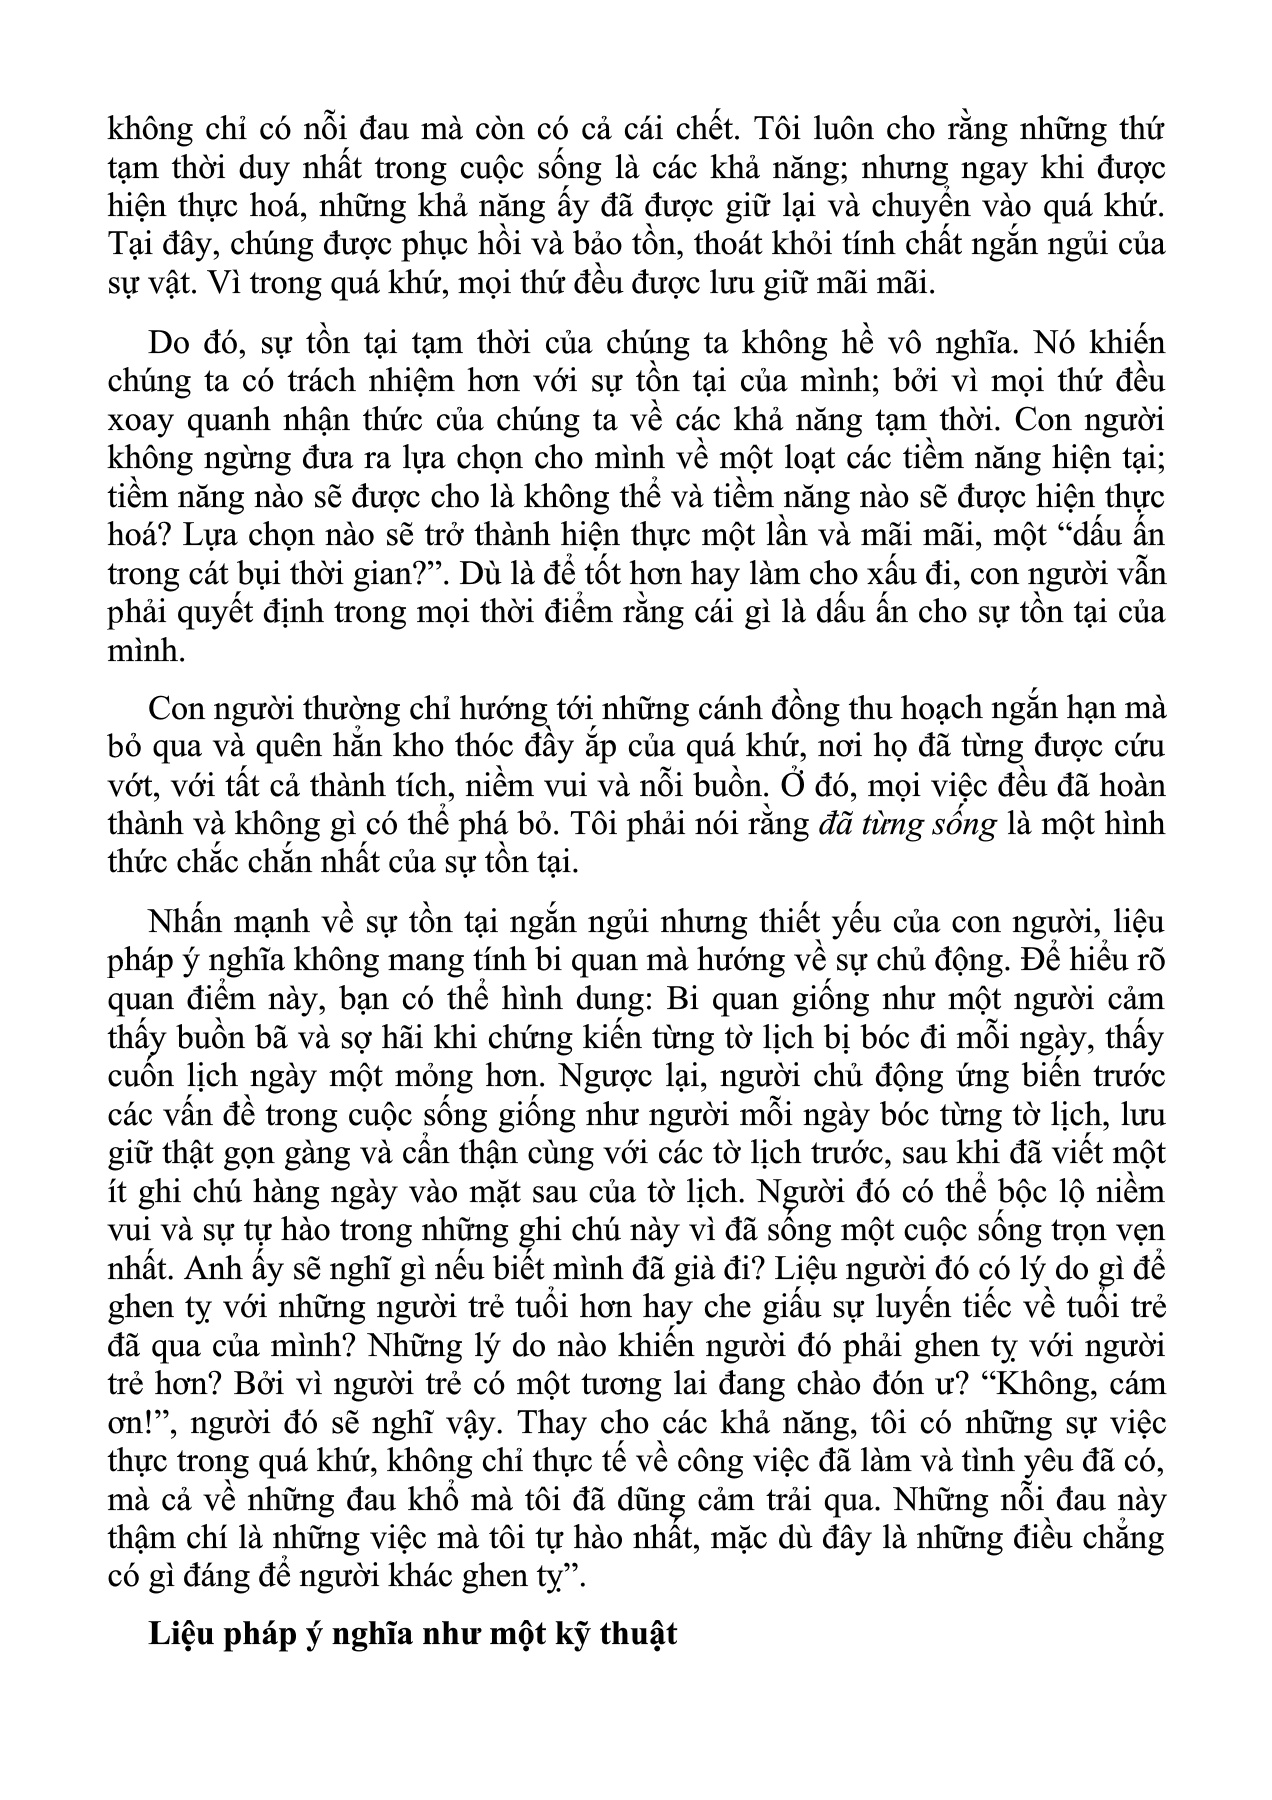 không chỉ có nỗi đau mà còn có cả cái chết. Tôi luôn cho rằng những thứ
tạm thời duy nhất trong cuộc sống là các khả năng; nhưng ngay khi được
hiện thực hoá, những khả năng ấy đã được giữ lại và chuyển vào quá khứ.
Tại đây, chúng được phục hồi và bảo tồn, thoát khỏi tính chất ngắn ngủi của
sự vật. Vì trong quá khứ, mọi thứ đều được lưu giữ mãi mãi.
Do đó, sự tồn tại tạm thời của chúng ta không hề vô nghĩa. Nó khiến
chúng ta có trách nhiệm hơn với sự tồn tại của mình; bởi vì mọi thứ đều
xoay quanh nhận thức của chúng ta về các khả năng tạm thời. Con người
không ngừng đưa ra lựa chọn cho mình về một loạt các tiềm năng hiện tại;
tiềm năng nào sẽ được cho là không thể và tiềm năng nào sẽ được hiện thực
hoá? Lựa chọn nào sẽ trở thành hiện thực một lần và mãi mãi, một “dấu ấn
trong cát bụi thời gian?”. Dù là để tốt hơn hay làm cho xấu đi, con người vẫn
phải quyết định trong mọi thời điểm rằng cái gì là dấu ấn cho sự tồn tại của
mình.
Con người thường chỉ hướng tới những cánh đồng thu hoạch ngắn hạn mà
bỏ qua và quên hẳn kho thóc đầy ắp của quá khứ, nơi họ đã từng được cứu
vớt, với tất cả thành tích, niềm vui và nỗi buồn. Ở đó, mọi việc đều đã hoàn
thành và không gì có thể phá bỏ. Tôi phải nói rằng đã từng sống là một hình
thức chắc chắn nhất của sự tồn tại.
Nhấn mạnh về sự tồn tại ngắn ngủi nhưng thiết yếu của con người, liệu
pháp ý nghĩa không mang tính bi quan mà hướng về sự chủ động. Để hiểu rõ
quan điểm này, bạn có thể hình dung: Bi quan giống như một người cảm
thấy buồn bã và sợ hãi khi chứng kiến từng tờ lịch bị bóc đi mỗi ngày, thấy
cuốn lịch ngày một mỏng hơn. Ngược lại, người chủ động ứng biến trước
các vấn đề trong cuộc sống giống như người mỗi ngày bóc từng tờ lịch, lưu
giữ thật gọn gàng và cẩn thận cùng với các tờ lịch trước, sau khi đã viết một
ít ghi chú hàng ngày vào mặt sau của tờ lịch. Người đó có thể bộc lộ niềm
vui và sự tự hào trong những ghi chú này vì đã sống một cuộc sống trọn vẹn
nhất. Anh ấy sẽ nghĩ gì nếu biết mình đã già đi? Liệu người đó có lý do gì để
ghen tỵ với những người trẻ tuổi hơn hay che giấu sự luyến tiếc về tuổi trẻ
đã qua của mình? Những lý do nào khiến người đó phải ghen tỵ với người
trẻ hơn? Bởi vì người trẻ có một tương lai đang chào đón ư? “Không, cám
ơn!”, người đó sẽ nghĩ vậy. Thay cho các khả năng, tôi có những sự việc
thực trong quá khứ, không chỉ thực tế về công việc đã làm và tình yêu đã có,
mà cả về những đau khổ mà tôi đã dũng cảm trải qua. Những nỗi đau này
thậm chí là những việc mà tôi tự hào nhất, mặc dù đây là những điều chẳng
có gì đáng để người khác ghen tỵ”.
Liệu pháp ý nghĩa như một kỹ thuật